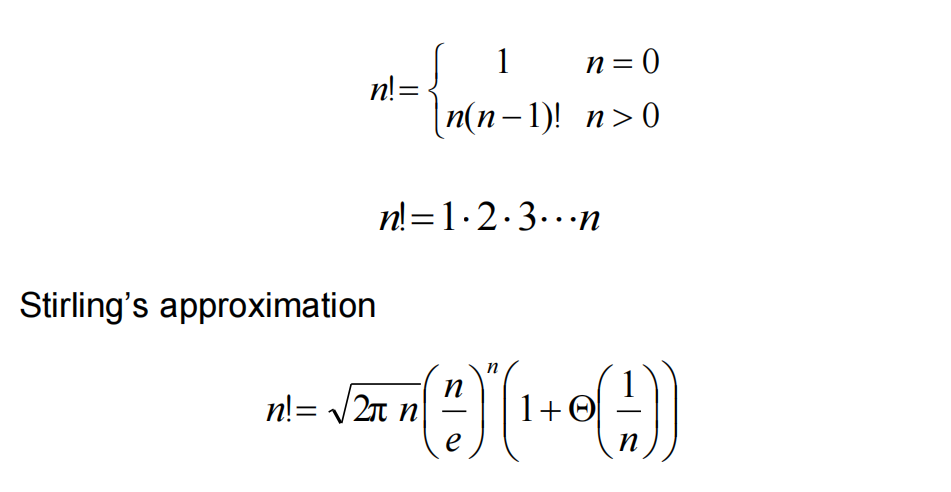 n! = { 1 n = 0
n(n − 1)! n > 0
n! = 1 · 2 · 3 ··· n
Stirling’s approximation
n! = √(2π n) (n/e)ⁿ (1 + Θ(1/n))